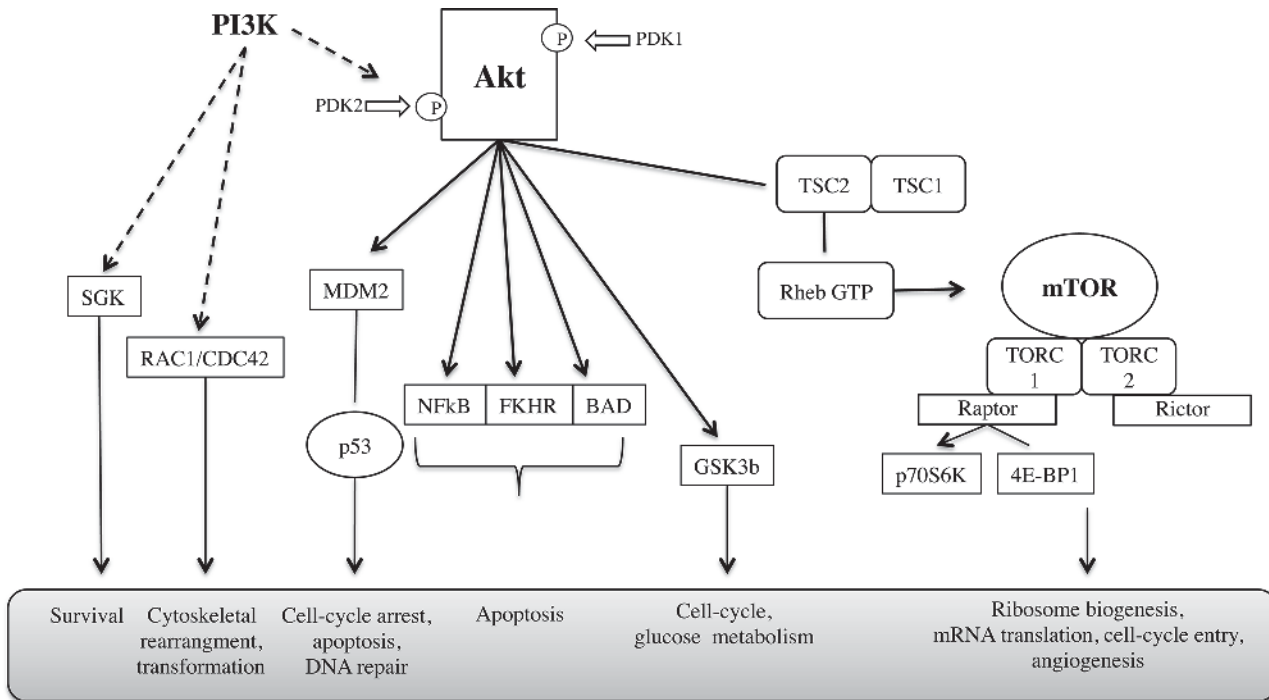 PI3K
Akt
P
PDK1
PDK2
P
TSC2
TSC1
SGK
MDM2
Rheb GTP
mTOR
RAC1/CDC42
TORC
1
TORC
2
NFkB
FKHR
BAD
Raptor
Rictor
p53
GSK3b
p70S6K
4E-BP1
Survival
Cytoskeletal
rearrangment,
transformation
Cell-cycle arrest,
apoptosis,
DNA repair
Apoptosis
Cell-cycle,
glucose metabolism
Ribosome biogenesis,
mRNA translation, cell-cycle entry,
angiogenesis